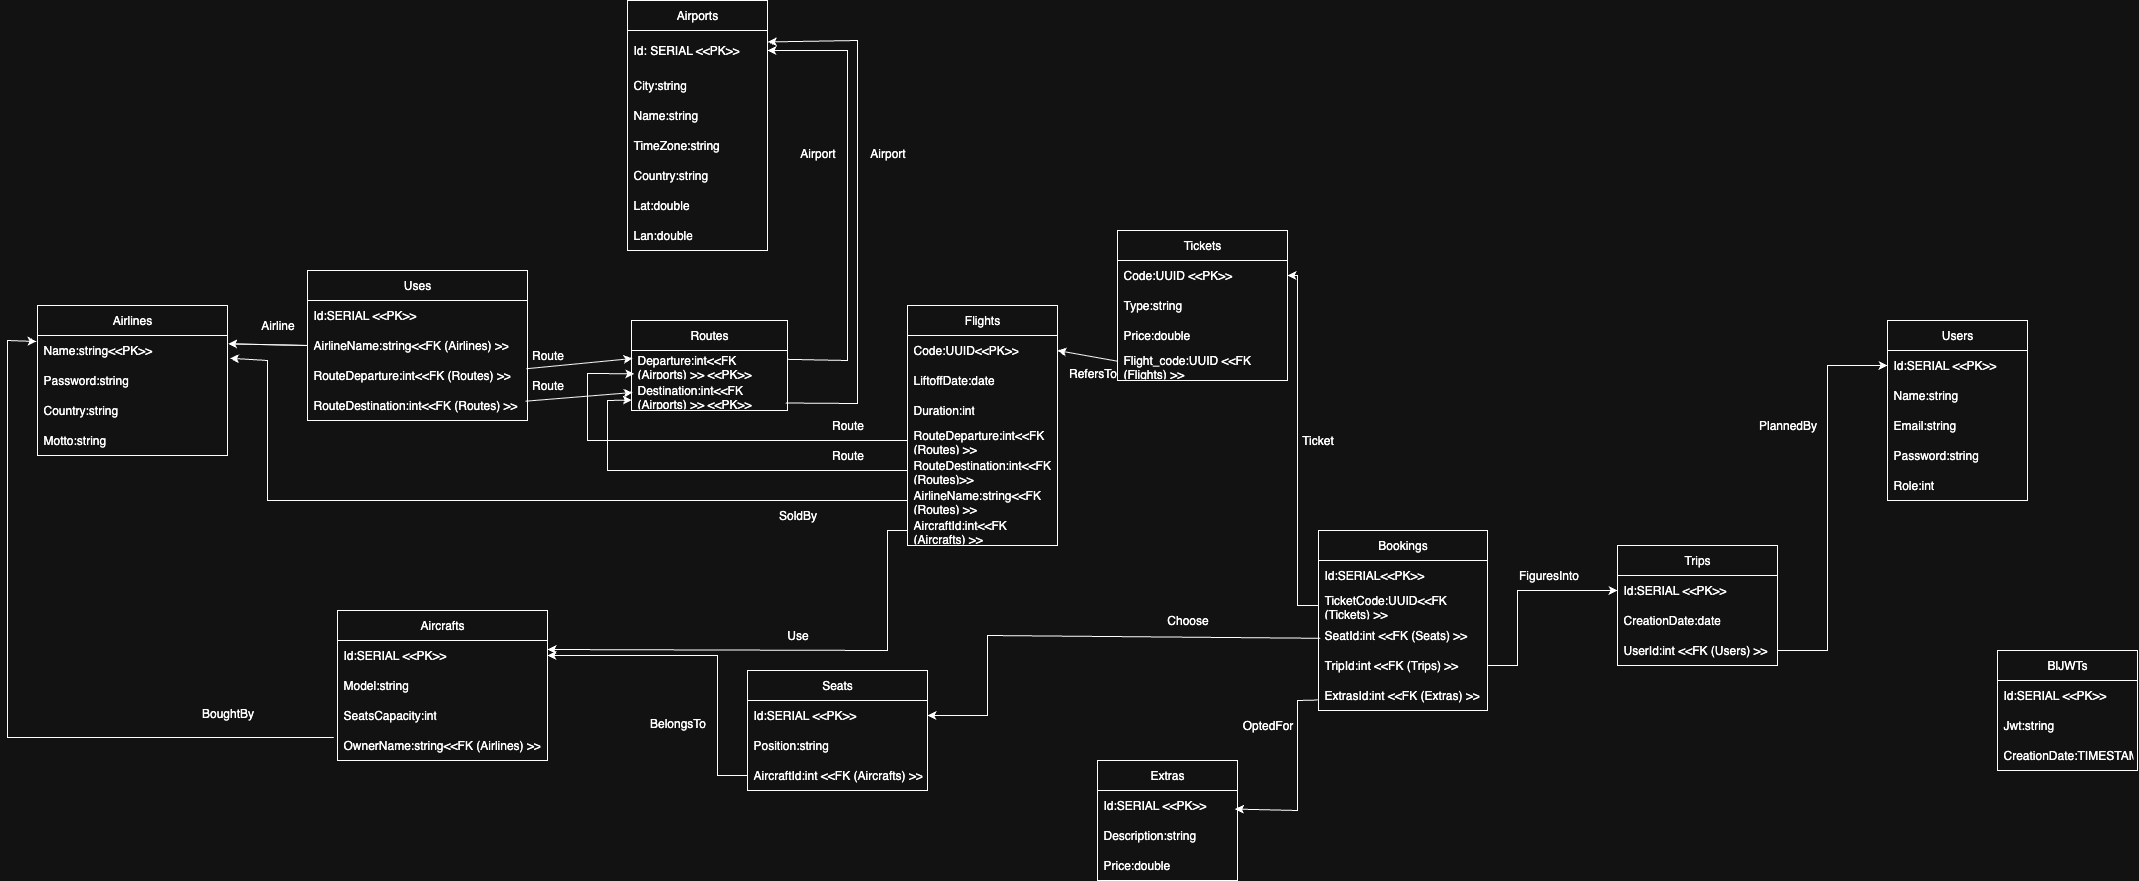 Airports
Id: SERIAL <<PK>>
City:string
Name:string
TimeZone:string
Country:string
Lat:double
Lan:double
Airport
Airport
Uses
Id:SERIAL <<PK>>
AirlineName:string<<FK (Airlines) >>
RouteDeparture:int<<FK (Routes) >>
RouteDestination:int<<FK (Routes) >>
Airlines
Name:string<<PK>>
Password:string
Country:string
Motto:string
Airline
Route
Route
Routes
Departure:int<<FK
(Airports) >> <<PK>>
Destination:int<<FK
(Airports) >> <<PK>>
Flights
Code:UUID<<PK>>
LiftoffDate:date
Duration:int
RouteDeparture:int<<FK
(Routes) >>
RouteDestination:int<<FK
(Routes)>>
AirlineName:string<<FK
(Routes) >>
AircraftId:int<<FK
(Aircrafts) >>
Route
Route
SoldBy
Tickets
Code:UUID <<PK>>
Type:string
Price:double
Flight_code:UUID <<FK
(Flights) >>
RefersTo
Ticket
Users
Id:SERIAL <<PK>>
Name:string
Email:string
Password:string
Role:int
PlannedBy
Bookings
Id:SERIAL<<PK>>
TicketCode:UUID<<FK
(Tickets) >>
SeatId:int <<FK (Seats) >>
TripId:int <<FK (Trips) >>
ExtrasId:int <<FK (Extras) >>
FiguresInto
Trips
Id:SERIAL <<PK>>
CreationDate:date
UserId:int <<FK (Users) >>
Choose
Use
Aircrafts
Id:SERIAL <<PK>>
Model:string
SeatsCapacity:int
OwnerName:string<<FK (Airlines) >>
BoughtBy
BelongsTo
Seats
Id:SERIAL <<PK>>
Position:string
AircraftId:int <<FK (Aircrafts) >>
OptedFor
Extras
Id:SERIAL <<PK>>
Description:string
Price:double
BlJWTs
Id:SERIAL <<PK>>
Jwt:string
CreationDate:TIMESTAM